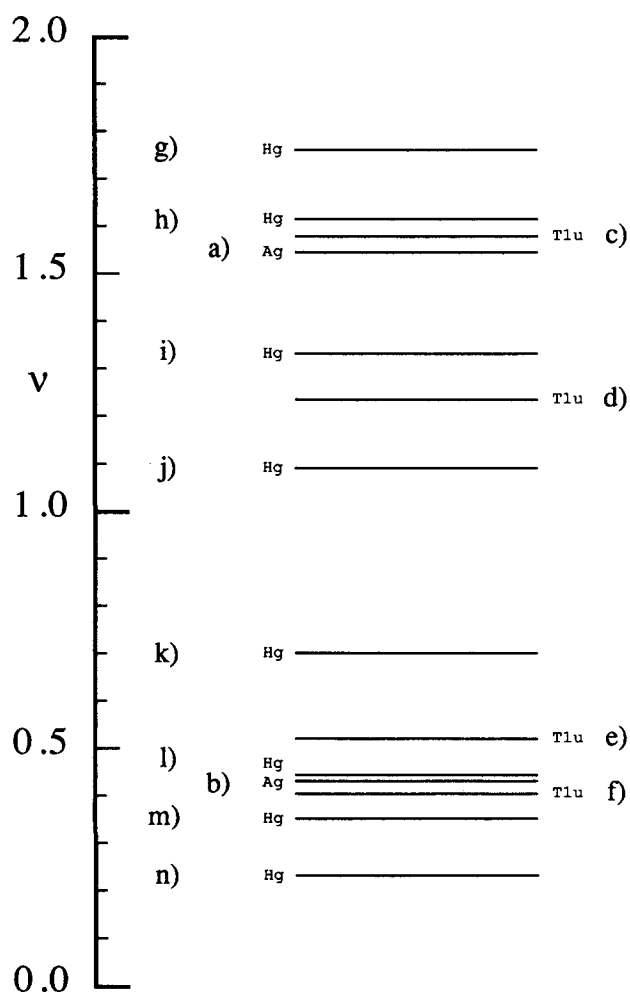 2.0
g) Hg
h) Hg
T1u c)
a) Ag
1.5
i) Hg
ν
T1u d)
j) Hg
1.0
k) Hg
0.5
T1u e)
l) Hg
b) Ag
T1u f)
m) Hg
n) Hg
0.0